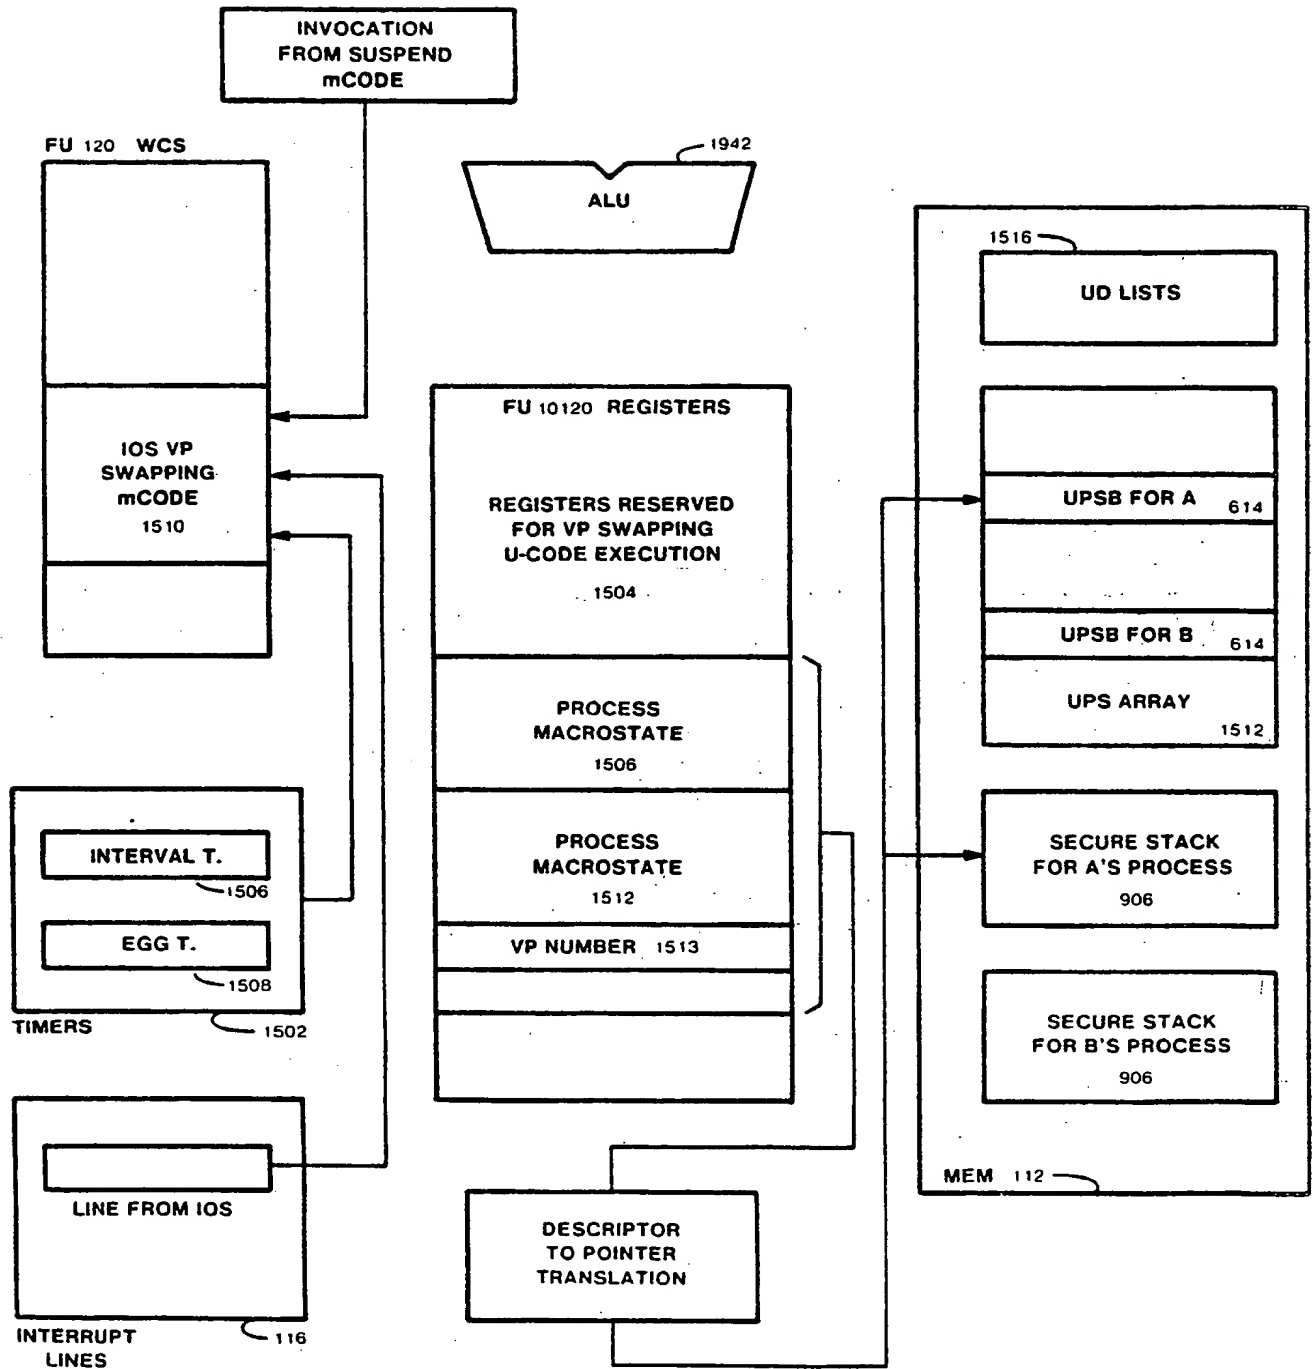 INVOCATION
FROM SUSPEND
mCODE
FU 120 WCS
1942
ALU
1516
UD LISTS
FU 10120 REGISTERS
IOS VP
SWAPPING
mCODE
1510
REGISTERS RESERVED
FOR VP SWAPPING
U-CODE EXECUTION
1504
UPSB FOR A 614
UPSB FOR B 614
UPS ARRAY
1512
PROCESS
MACROSTATE
1506
PROCESS
MACROSTATE
1512
VP NUMBER 1513
INTERVAL T.
1506
EGG T.
1508
TIMERS 1502
SECURE STACK
FOR A'S PROCESS
906
SECURE STACK
FOR B'S PROCESS
906
MEM 112
LINE FROM IOS
INTERRUPT
LINES
116
DESCRIPTOR
TO POINTER
TRANSLATION